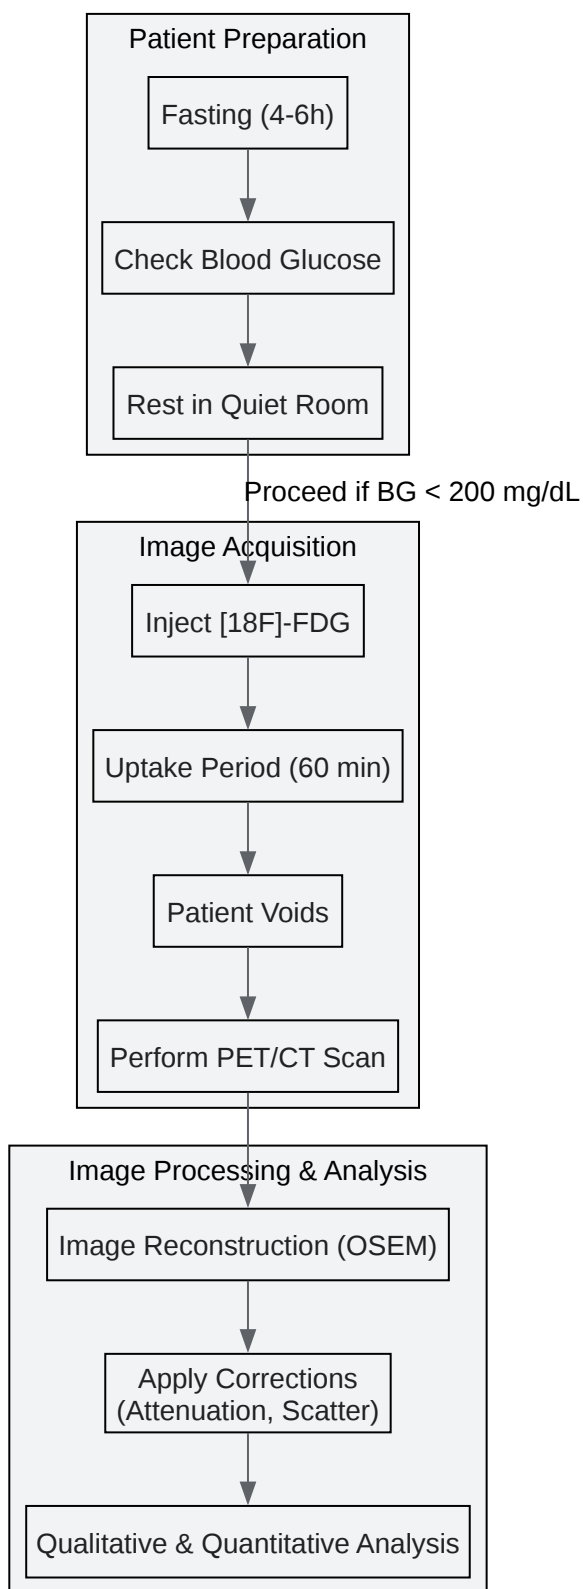 Patient Preparation
Fasting (4-6h)
Check Blood Glucose
Rest in Quiet Room
Proceed if BG < 200 mg/dL
Image Acquisition
Inject [18F]-FDG
Uptake Period (60 min)
Patient Voids
Perform PET/CT Scan
Image Processing & Analysis
Image Reconstruction (OSEM)
Apply Corrections
(Attenuation, Scatter)
Qualitative & Quantitative Analysis